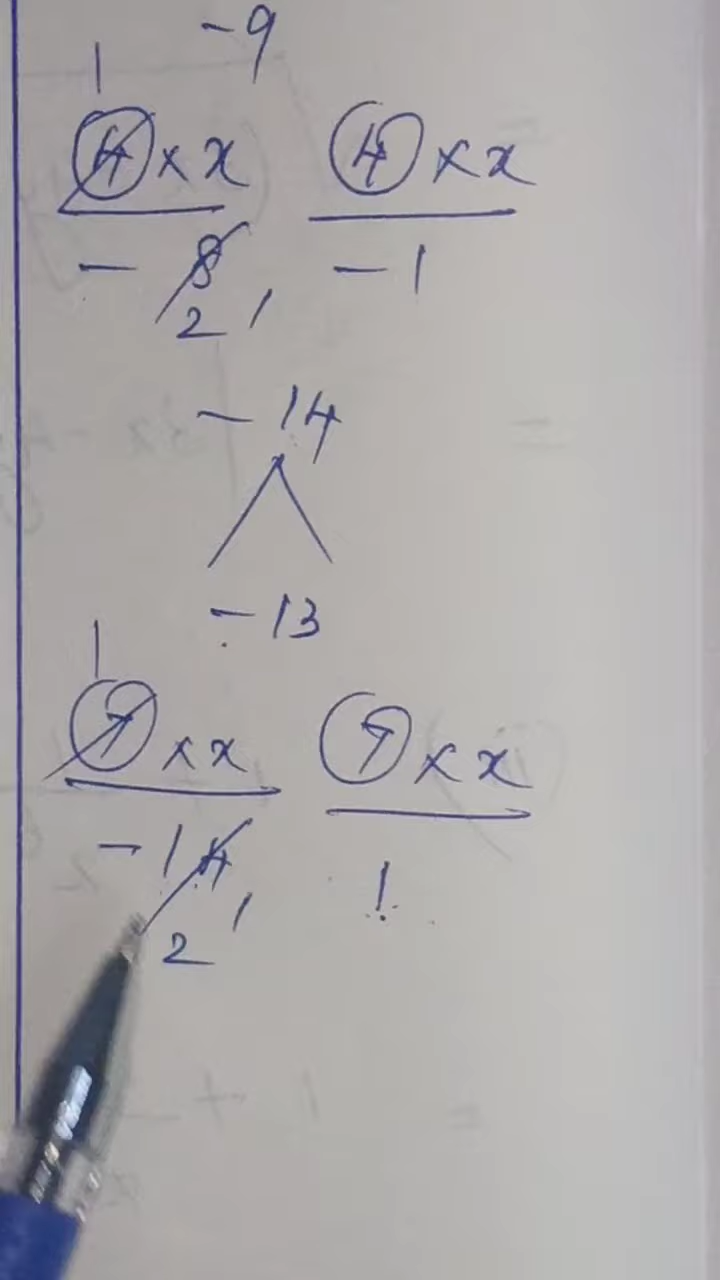 -9
1
4 × x 4 × x
- 8 - 1
2 1
- 14
- 13
1
7 × x 7 × x
- 14 1
2 1